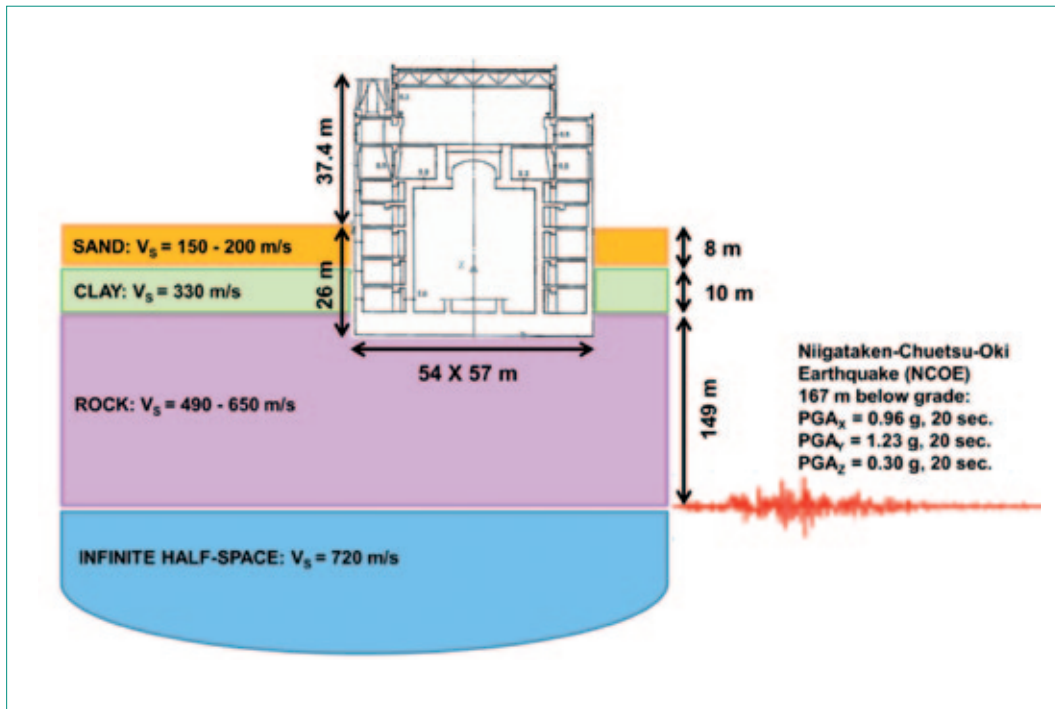 37.4 m
SAND: VS = 150 - 200 m/s
8 m
CLAY: VS = 330 m/s
26 m
10 m
54 X 57 m
ROCK: VS = 490 - 650 m/s
149 m
Niigataken-Chuetsu-Oki
Earthquake (NCOE)
167 m below grade:
PGAX = 0.96 g, 20 sec.
PGAY = 1.23 g, 20 sec.
PGAZ = 0.30 g, 20 sec.
INFINITE HALF-SPACE: VS = 720 m/s
Z